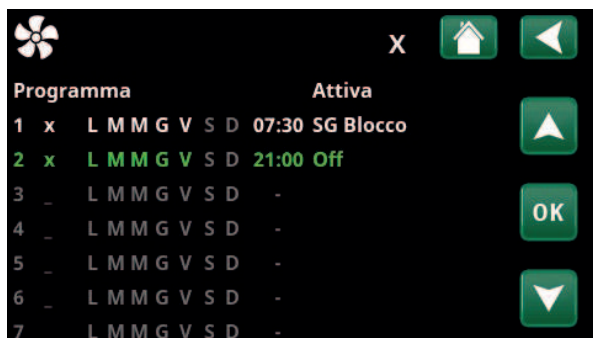 X
Programma Attiva
1 x L M M G V S D 07:30 SG Blocco
2 x L M M G V S D 21:00 Off
3 _ L M M G V S D -
4 _ L M M G V S D -
OK
5 _ L M M G V S D -
6 _ L M M G V S D -
7 L M M G V S D